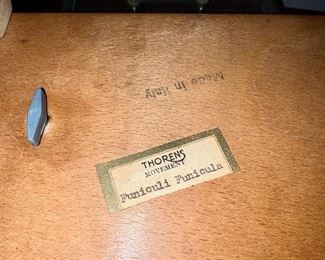 Made in Italy
THORENS
MOVEMENT
Funiculi Funicula